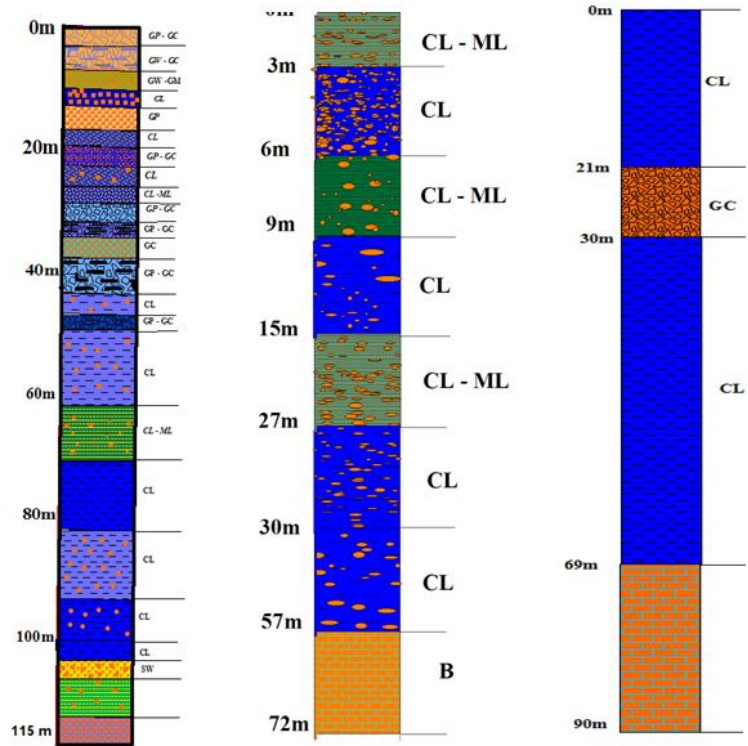 0m
GP - GC
GW - GC
GW - GM
CL
GP
20m
CL
GP - GC
CL
CL - ML
GP - GC
GP - GC
GC
40m
GP - GC
CL
GP - GC
CL
60m
CL - ML
CL
80m
CL
CL
100m
CL
SW
115 m
0m
CL - ML
3m
CL
6m
CL - ML
9m
CL
15m
CL - ML
27m
CL
30m
CL
57m
B
72m
0m
CL
21m
GC
30m
CL
69m
90m